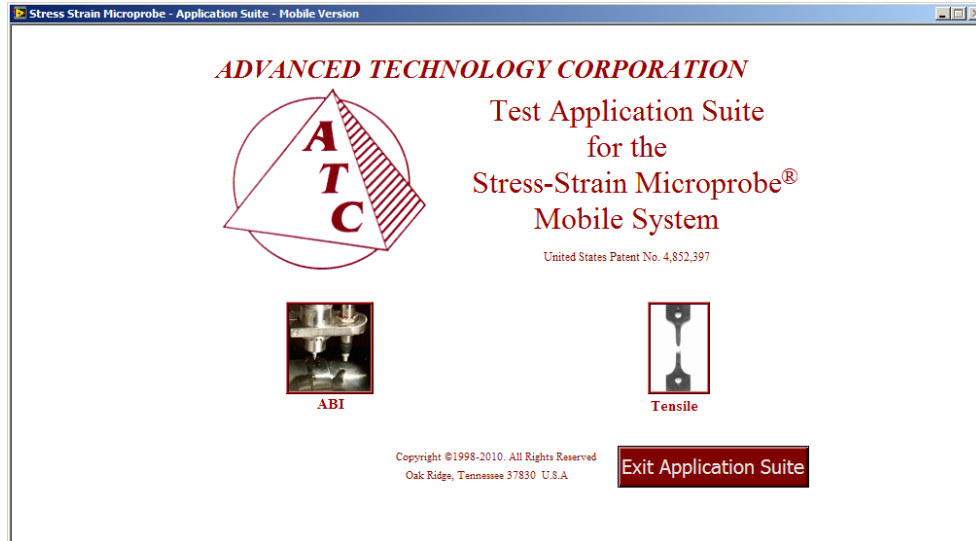 Stress Strain Microprobe - Application Suite - Mobile Version
ADVANCED TECHNOLOGY CORPORATION
A
T
C
Test Application Suite
for the
Stress-Strain Microprobe®
Mobile System
United States Patent No. 4,852,397
ABI
Tensile
Copyright ©1998-2010. All Rights Reserved
Oak Ridge, Tennessee 37830 U.S.A
Exit Application Suite